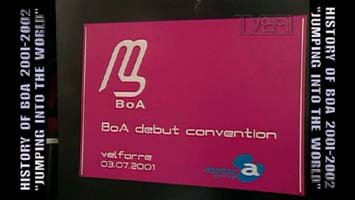 HISTORY OF BOA 2001-2002
"JUMPING INTO THE WORLD"
BoA
BoA debut convention
velfarre
03.07.2001
a
HISTORY OF BOA 2001-2002
"JUMPING INTO THE WORLD"